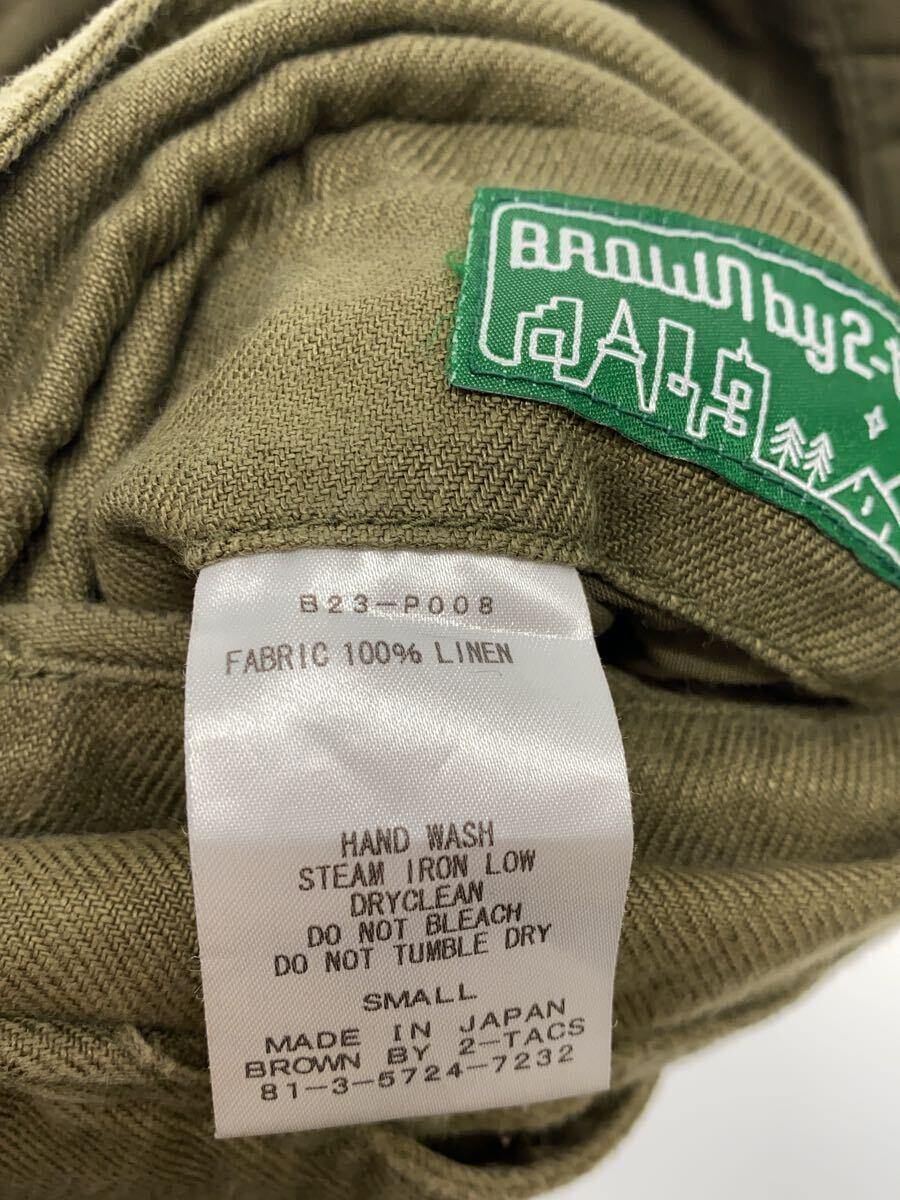 BROWN by 2-t
B23-P008
FABRIC 100% LINEN
HAND WASH
STEAM IRON LOW
DRYCLEAN
DO NOT BLEACH
DO NOT TUMBLE DRY
SMALL
MADE IN JAPAN
BROWN BY 2-TACS
81-3-5724-7232